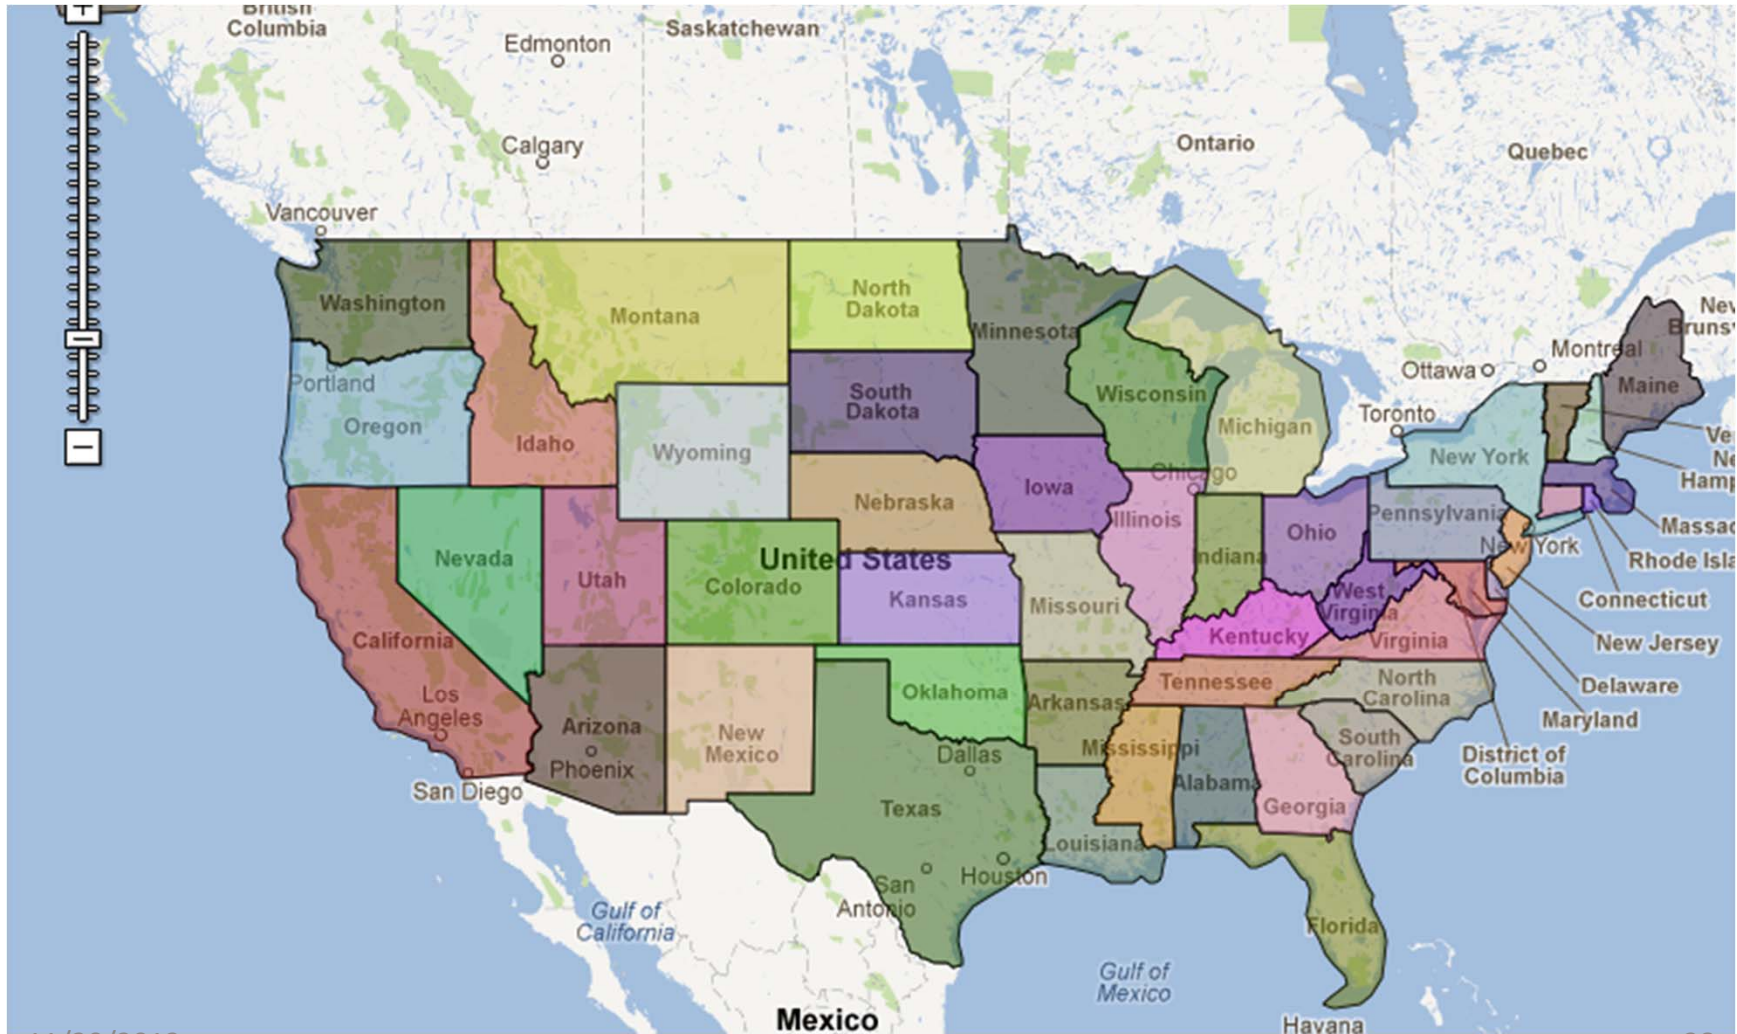 +
British
Columbia
Edmonton
Saskatchewan
Calgary
Ontario
Quebec
Vancouver
Washington
Montana
North
Dakota
Minnesota
Montreal
Ottawa
Maine
Portland
Oregon
Idaho
Wyoming
South
Dakota
Wisconsin
Michigan
Toronto
New York
Ve
Ne
Hamp
Chicago
Iowa
Nebraska
Illinois
Pennsylvania
Ohio
Massac
Nevada
Utah
United States
Colorado
Kansas
Indiana
New York
Rhode Isla
Missouri
West
Virginia
Connecticut
California
Kentucky
Virginia
New Jersey
Los
Angeles
Arizona
Phoenix
New
Mexico
Oklahoma
Arkansas
Tennessee
North
Carolina
Delaware
Maryland
San Diego
Dallas
Mississippi
Alabama
Georgia
South
Carolina
District of
Columbia
Texas
Louisiana
San
Antonio
Houston
Gulf of
California
Florida
Gulf of
Mexico
Mexico
Havana